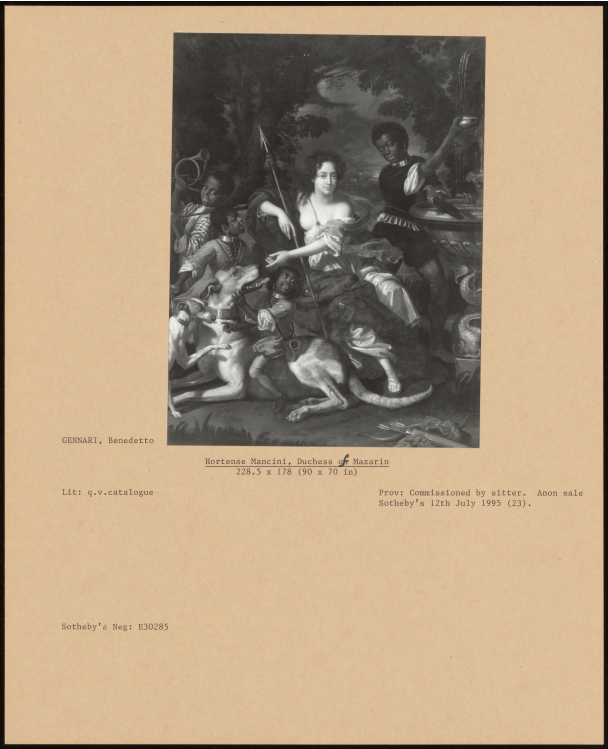 GENNARI, Benedetto
Hortense Mancini, Duchess of Mazarin
228.5 x 178 (90 x 70 in)
Lit: q.v.catalogue
Prov: Commissioned by sitter. Anon sale
Sotheby's 12th July 1995 (23).
Sotheby's Neg: E30285